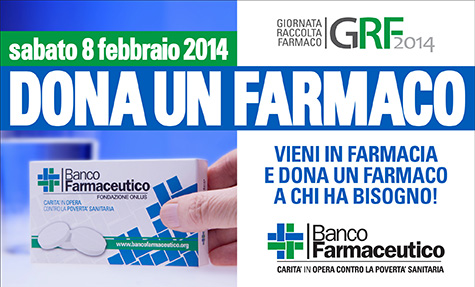 sabato 8 febbraio 2014
GIORNATA
RACCOLTA
FARMACO
GRF2014
DONA UN FARMACO
Banco
Farmaceutico
FONDAZIONE ONLUS
CARITA' IN OPERA
CONTRO LA POVERTA' SANITARIA
www.bancofarmaceutico.org
VIENI IN FARMACIA
E DONA UN FARMACO
A CHI HA BISOGNO!
Banco
Farmaceutico
CARITA' IN OPERA CONTRO LA POVERTA' SANITARIA